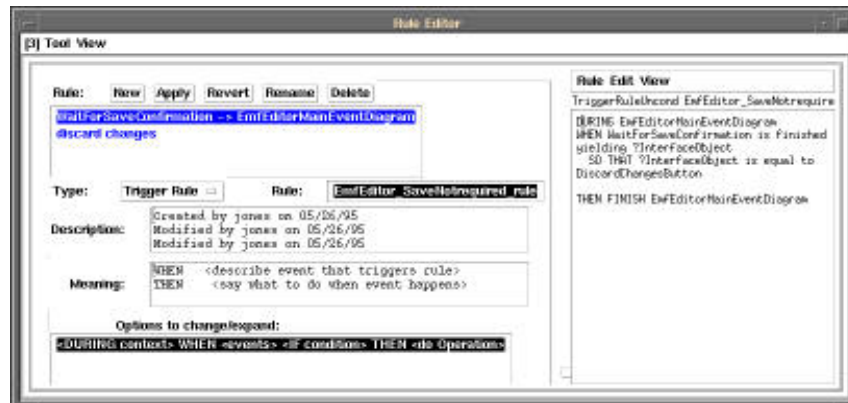 Rule Editor
[3] Tool View
Rule: New Apply Revert Rename Delete
WaitForSaveConfirmation -> EmfEditorMainEventDiagram
discard changes
Type: Trigger Rule Rule: EmfEditor_SaveNotrequired_rule
Description: Created by jones on 05/26/95
Modified by jones on 05/26/95
Modified by jones on 05/26/95
Meaning: WHEN <describe event that triggers rule>
THEN <say what to do when event happens>
Options to change/expand:
<DURING context> WHEN <events> <IF condition> THEN <do Operation>
Rule Edit View
TriggerRuleUncond EmfEditor_SaveNotrequire
DURING EmfEditorMainEventDiagram
WHEN WaitForSaveConfirmation is finished
yielding ?InterfaceObject
SO THAT ?InterfaceObject is equal to
DiscardChangesButton
THEN FINISH EmfEditorMainEventDiagram